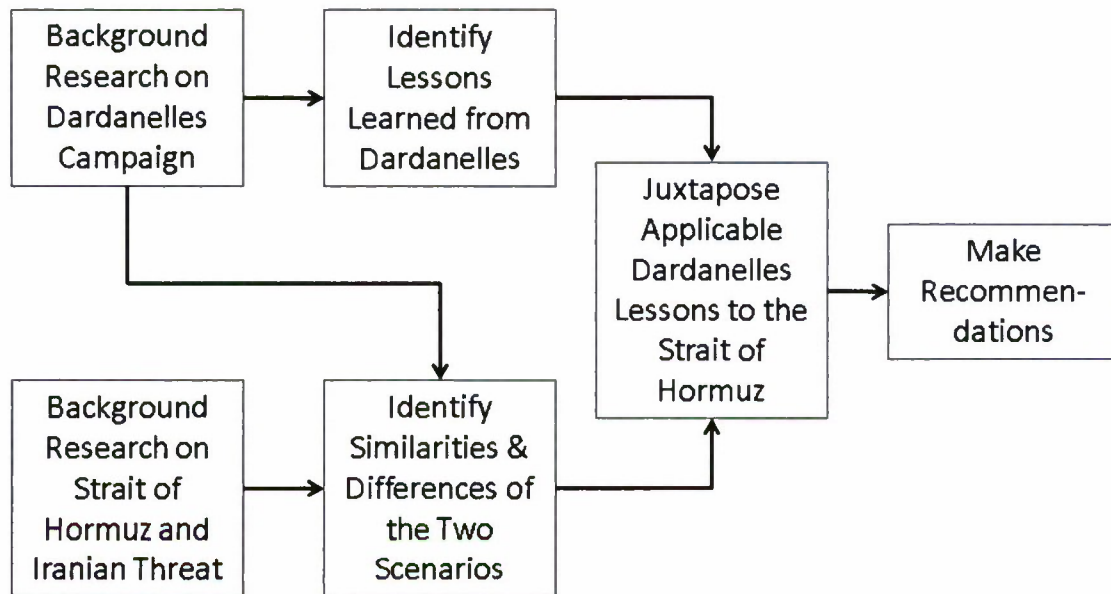 Background
Research on
Dardanelles
Campaign
Identify
Lessons
Learned from
Dardanelles
Juxtapose
Applicable
Dardanelles
Lessons to the
Strait of
Hormuz
Make
Recommen-
dations
Background
Research on
Strait of
Hormuz and
Iranian Threat
Identify
Similarities &
Differences of
the Two
Scenarios